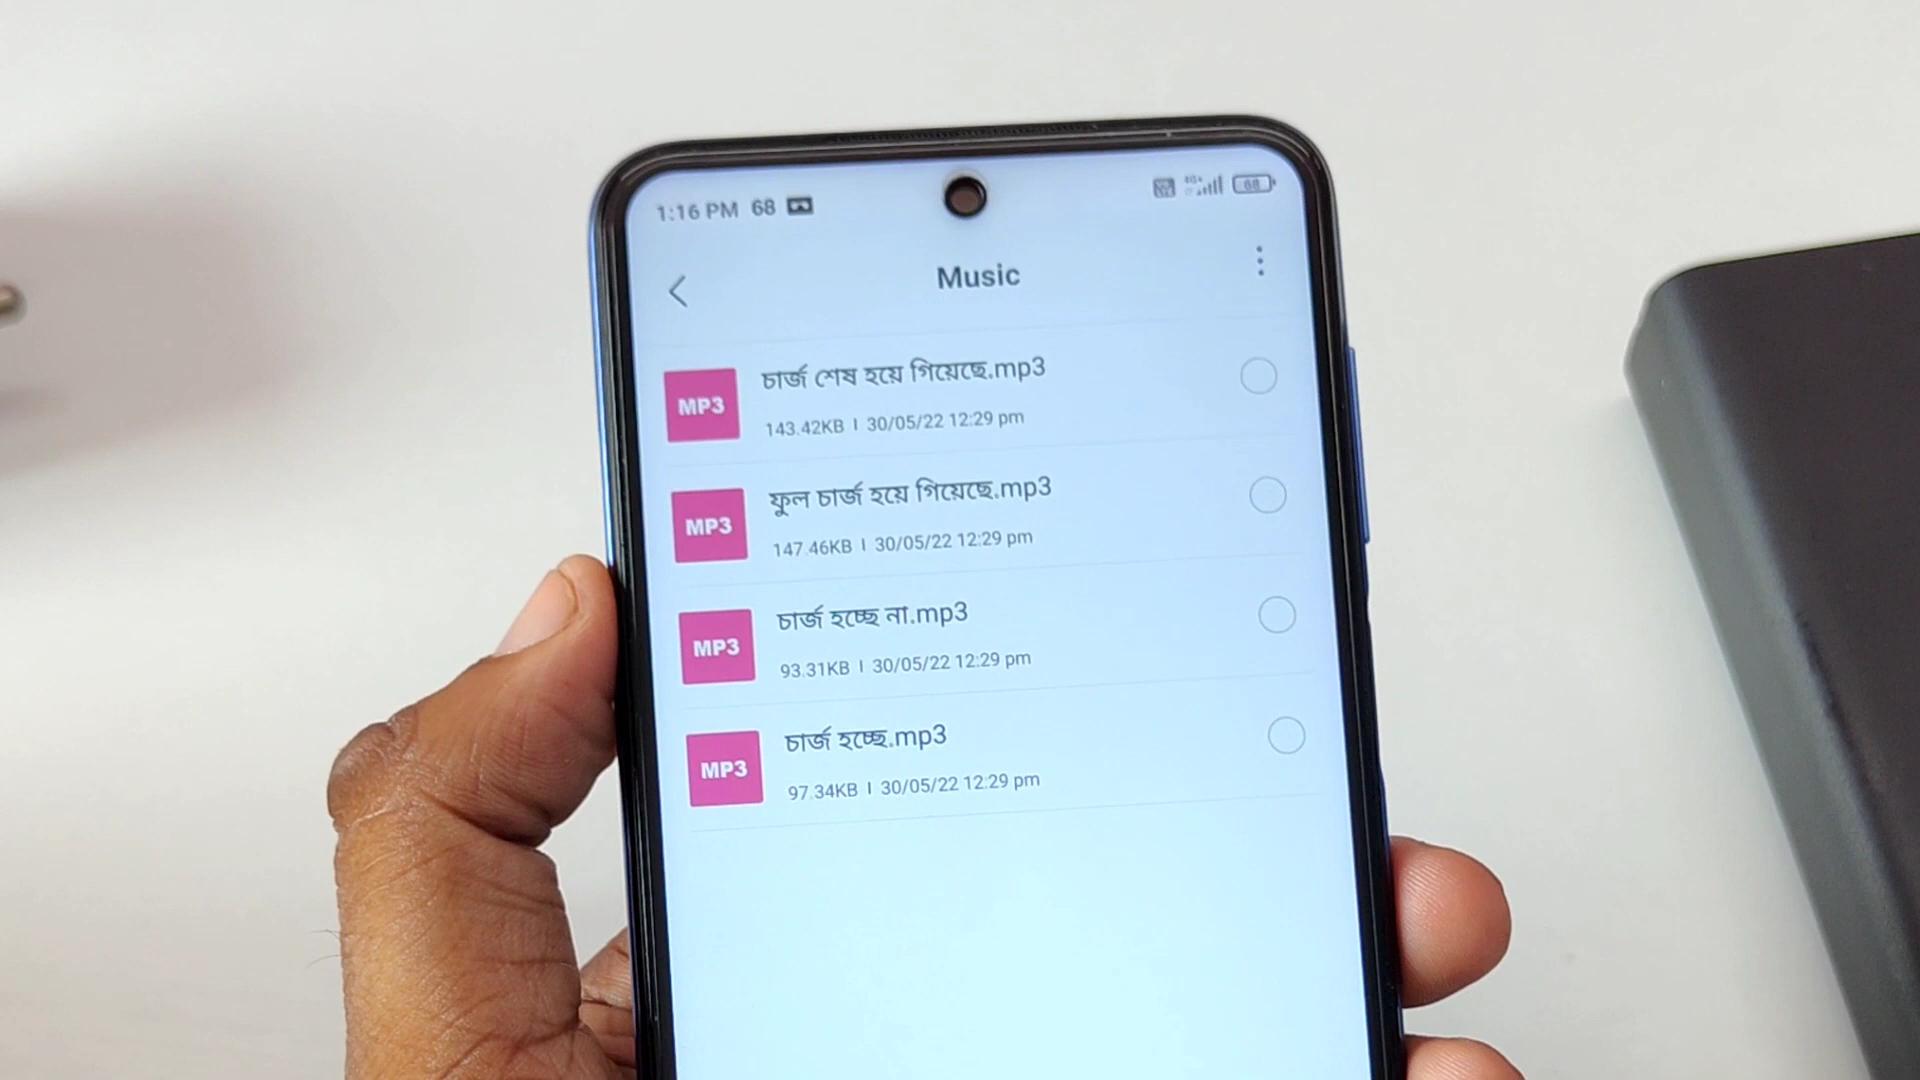 1:16 PM 68
68
Music
MP3
চার্জ শেষ হয়ে গিয়েছে.mp3
143.42KB | 30/05/22 12:29 pm
MP3
ফুল চার্জ হয়ে গিয়েছে.mp3
147.46KB | 30/05/22 12:29 pm
MP3
চার্জ হচ্ছে না.mp3
93.31KB | 30/05/22 12:29 pm
MP3
চার্জ হচ্ছে.mp3
97.34KB | 30/05/22 12:29 pm